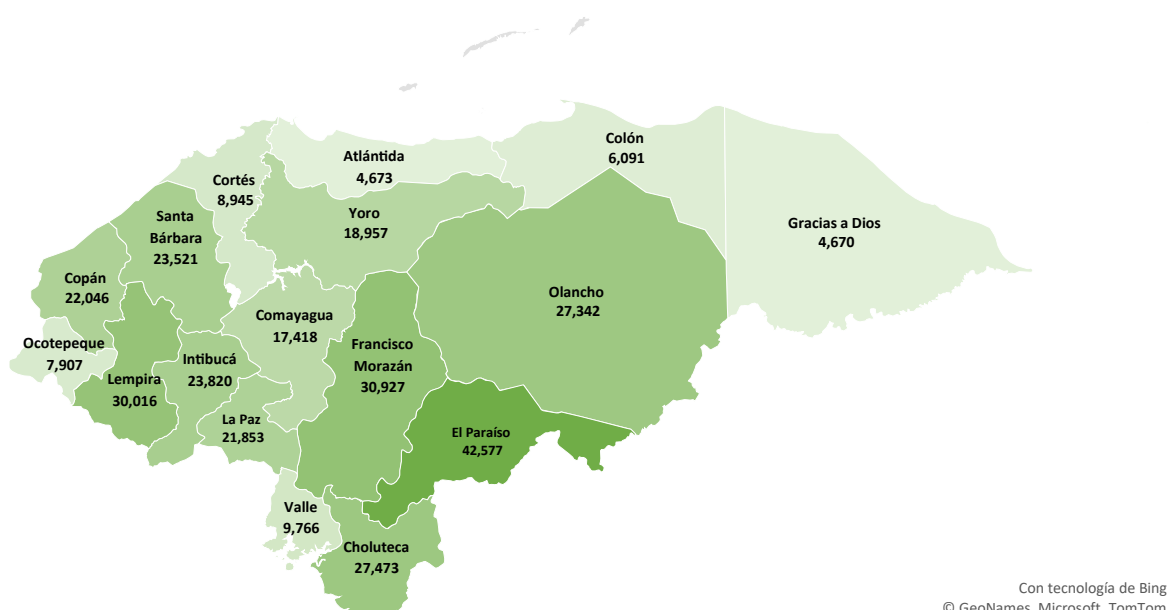 Colón
6,091
Atlántida
4,673
Cortés
8,945
Yoro
18,957
Santa
Bárbara
23,521
Gracias a Dios
4,670
Copán
22,046
Olancho
27,342
Comayagua
17,418
Ocotepeque
7,907
Francisco
Morazán
30,927
Intibucá
23,820
Lempira
30,016
La Paz
21,853
El Paraíso
42,577
Valle
9,766
Choluteca
27,473
Con tecnología de Bing
© GeoNames, Microsoft, TomTom